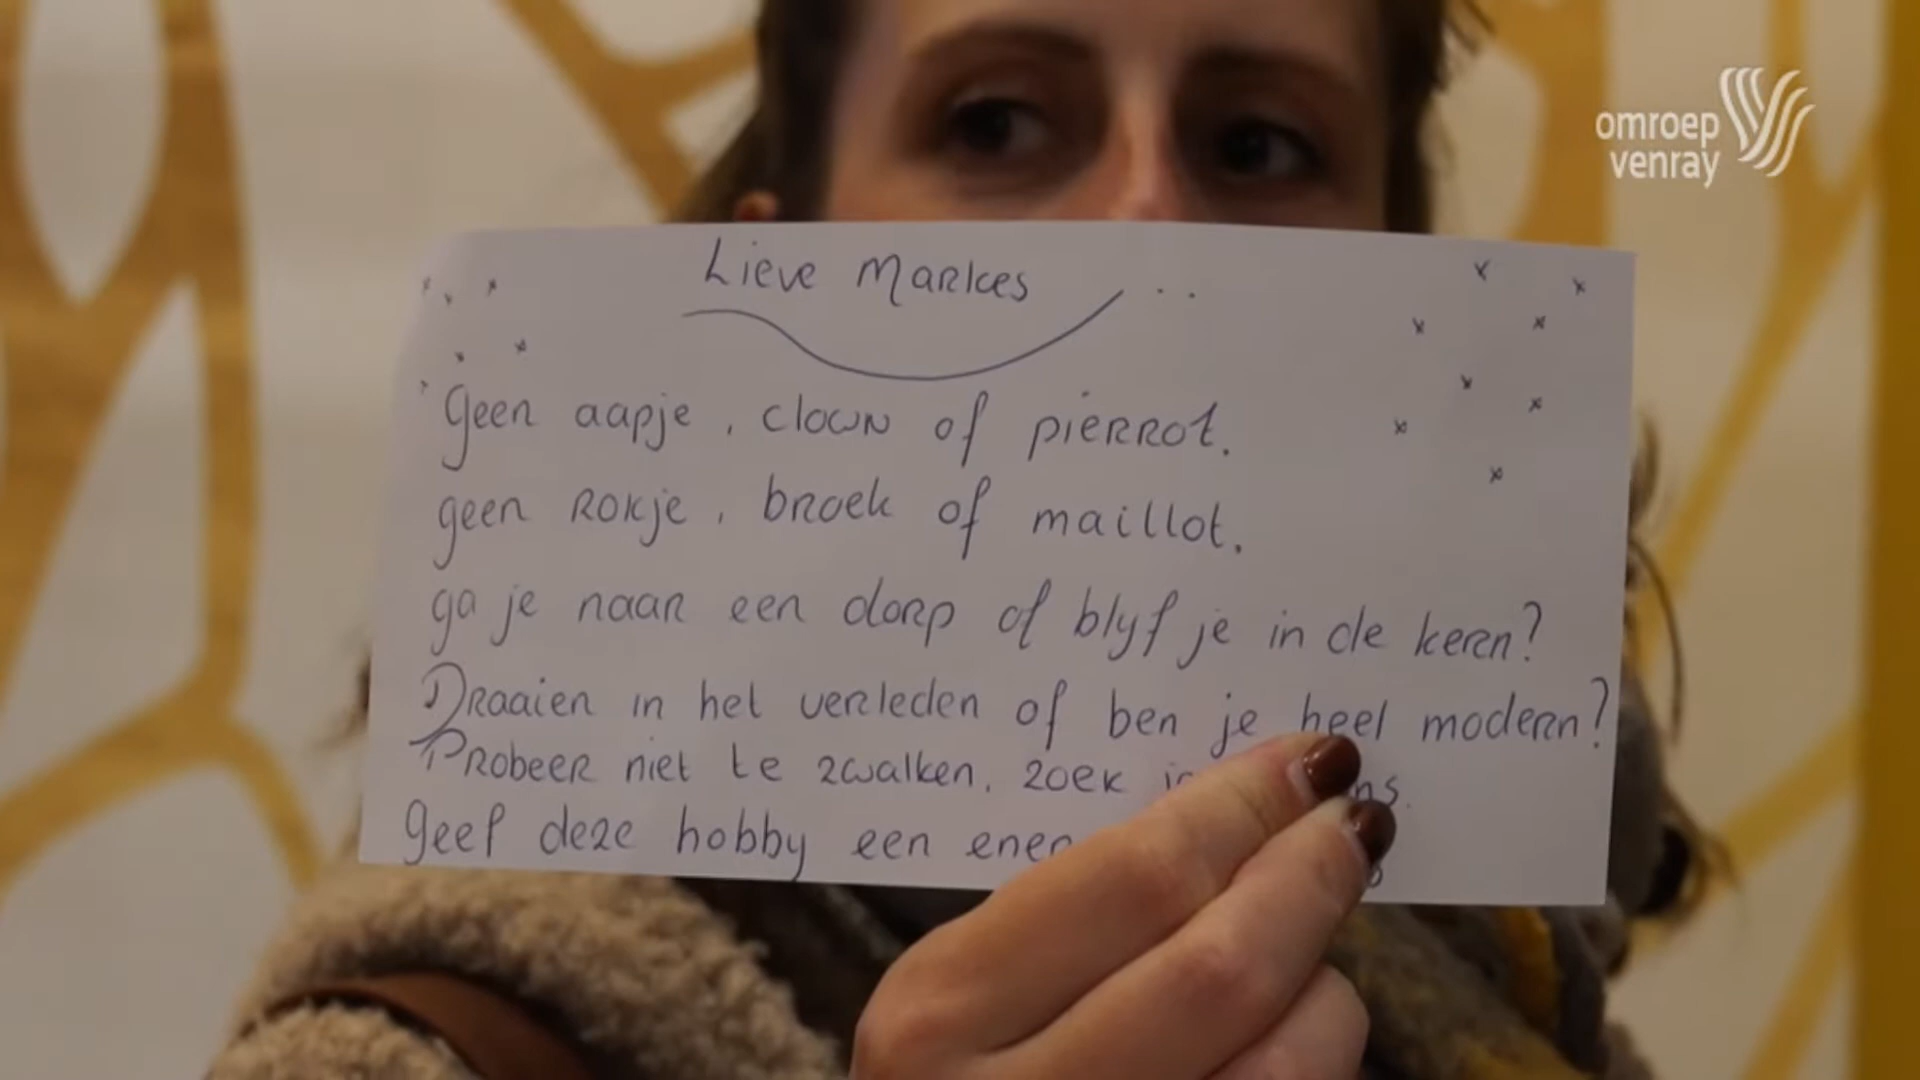 omroep
venray
Lieve Markes ..
Geen aapje, clown of pierrot.
geen rokje, broek of maillot.
ga je naar een dorp of blyf je in de keren?
Draaien in het verleden of ben je heel modern?
Probeer niet te zwalken, zoek
geef deze hobby een